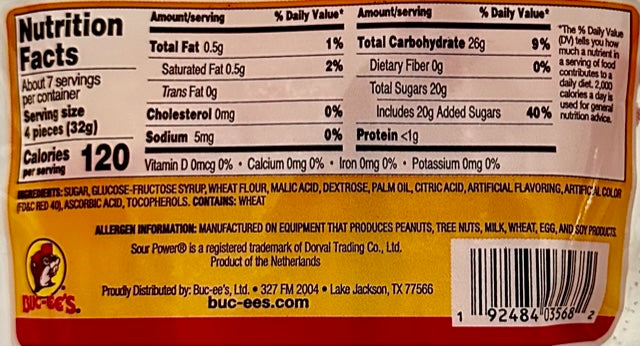 Nutrition Facts
About 7 servings per container
Serving size
4 pieces (32g)
Calories per serving 120
Amount/serving % Daily Value*
Total Fat 0.5g 1%
Saturated Fat 0.5g 2%
Trans Fat 0g
Cholesterol 0mg 0%
Sodium 5mg 0%
Amount/serving % Daily Value*
Total Carbohydrate 26g 9%
Dietary Fiber 0g 0%
Total Sugars 20g
Includes 20g Added Sugars 40%
Protein <1g
*The % Daily Value
(DV) tells you how
much a nutrient in
a serving of food
contributes to a
daily diet. 2,000
calories a day is
used for general
nutrition advice.
Vitamin D 0mcg 0% • Calcium 0mg 0% • Iron 0mg 0% • Potassium 0mg 0%
INGREDIENTS: SUGAR, GLUCOSE-FRUCTOSE SYRUP, WHEAT FLOUR, MALIC ACID, DEXTROSE, PALM OIL, CITRIC ACID, ARTIFICIAL FLAVORING, ARTIFICIAL COLOR
(FD&C RED 40), ASCORBIC ACID, TOCOPHEROLS. CONTAINS: WHEAT
ALLERGEN INFORMATION: MANUFACTURED ON EQUIPMENT THAT PRODUCES PEANUTS, TREE NUTS, MILK, WHEAT, EGG, AND SOY PRODUCTS.
Sour Power® is a registered trademark of Dorval Trading Co., Ltd.
Product of the Netherlands
BUC-EE'S.
Proudly Distributed by: Buc-ee's, Ltd. • 327 FM 2004 • Lake Jackson, TX 77566
buc-ees.com
1 92484 03568 2